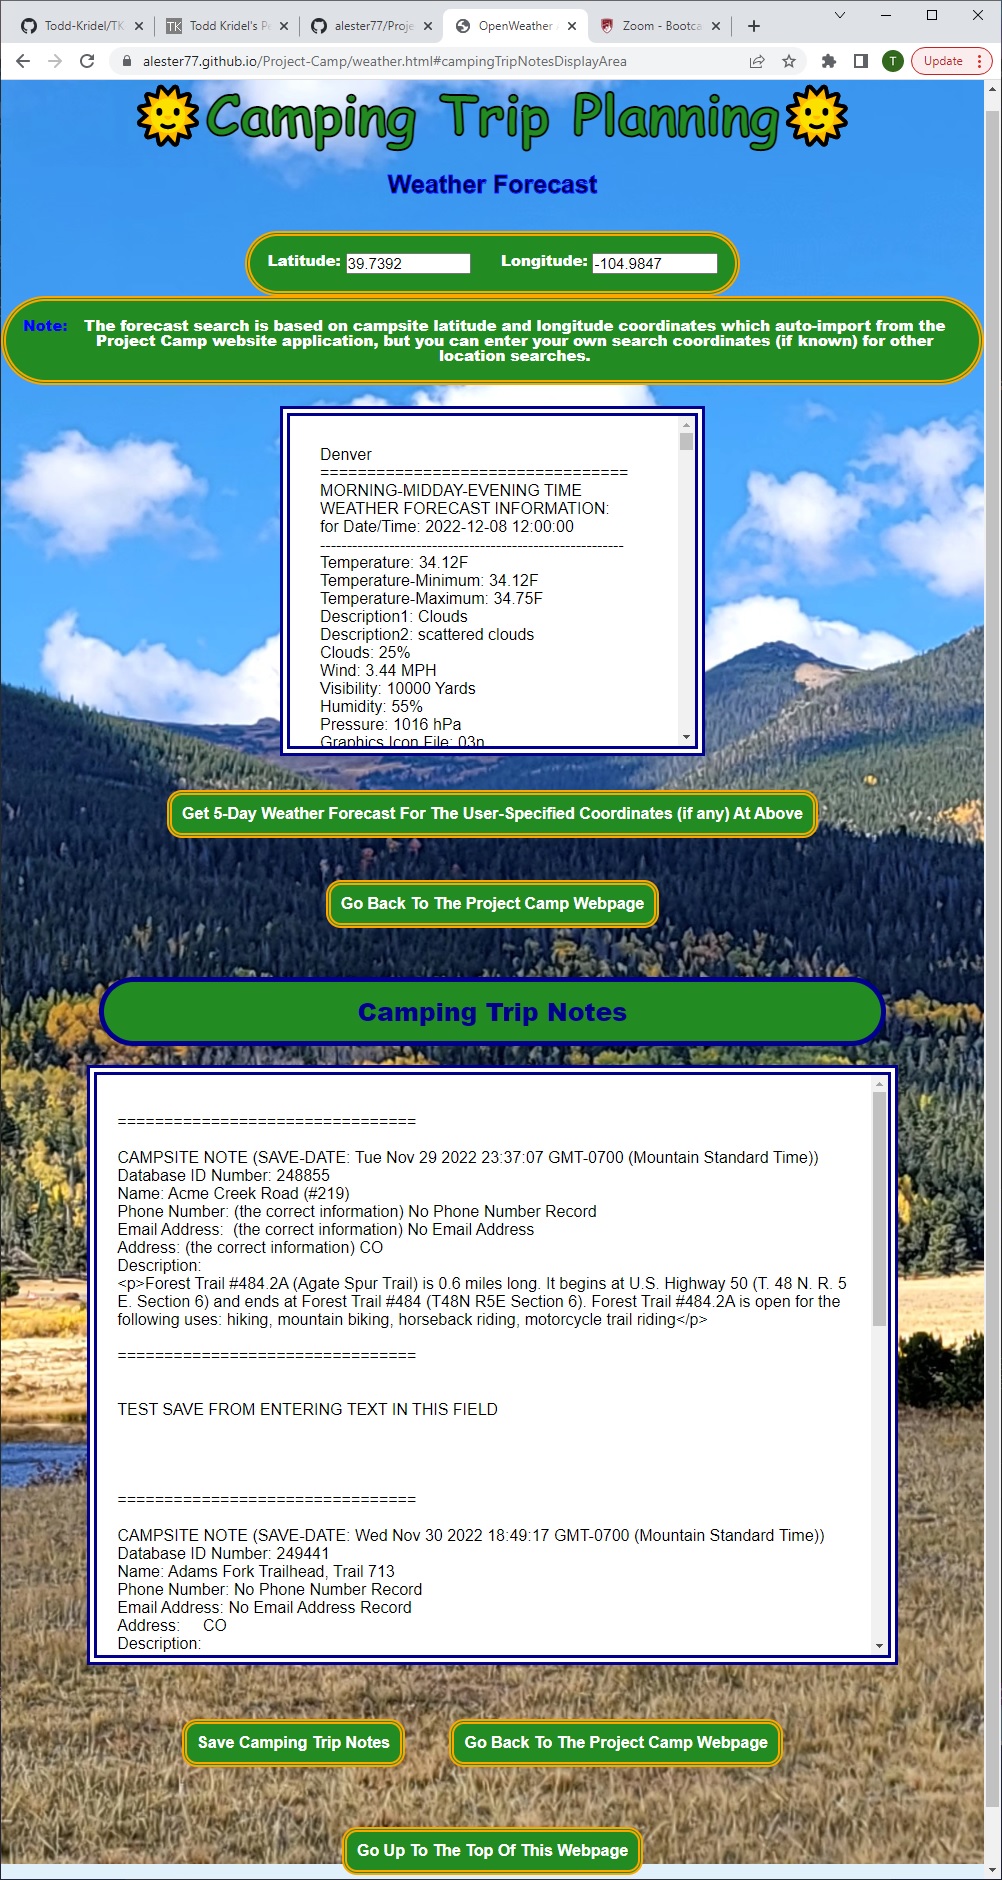 Todd-Kridel/TK
Todd Kridel's Pe
alester77/Proje
OpenWeather
Zoom - Bootca
alester77.github.io/Project-Camp/weather.html#campingTripNotesDisplayArea
T
Update
Camping Trip Planning
Weather Forecast
Latitude: 39.7392 Longitude: -104.9847
Note: The forecast search is based on campsite latitude and longitude coordinates which auto-import from the
Project Camp website application, but you can enter your own search coordinates (if known) for other
location searches.
Denver
=================================
MORNING-MIDDAY-EVENING TIME
WEATHER FORECAST INFORMATION:
for Date/Time: 2022-12-08 12:00:00
---------------------------------------------------------
Temperature: 34.12F
Temperature-Minimum: 34.12F
Temperature-Maximum: 34.75F
Description1: Clouds
Description2: scattered clouds
Clouds: 25%
Wind: 3.44 MPH
Visibility: 10000 Yards
Humidity: 55%
Pressure: 1016 hPa
Graphics Icon File: 03n
Get 5-Day Weather Forecast For The User-Specified Coordinates (if any) At Above
Go Back To The Project Camp Webpage
Camping Trip Notes
================================
CAMPSITE NOTE (SAVE-DATE: Tue Nov 29 2022 23:37:07 GMT-0700 (Mountain Standard Time))
Database ID Number: 248855
Name: Acme Creek Road (#219)
Phone Number: (the correct information) No Phone Number Record
Email Address:  (the correct information) No Email Address
Address: (the correct information) CO
Description:
<p>Forest Trail #484.2A (Agate Spur Trail) is 0.6 miles long. It begins at U.S. Highway 50 (T. 48 N. R. 5
E. Section 6) and ends at Forest Trail #484 (T48N R5E Section 6). Forest Trail #484.2A is open for the
following uses: hiking, mountain biking, horseback riding, motorcycle trail riding</p>
================================
TEST SAVE FROM ENTERING TEXT IN THIS FIELD
================================
CAMPSITE NOTE (SAVE-DATE: Wed Nov 30 2022 18:49:17 GMT-0700 (Mountain Standard Time))
Database ID Number: 249441
Name: Adams Fork Trailhead, Trail 713
Phone Number: No Phone Number Record
Email Address: No Email Address Record
Address:     CO
Description:
Save Camping Trip Notes
Go Back To The Project Camp Webpage
Go Up To The Top Of This Webpage